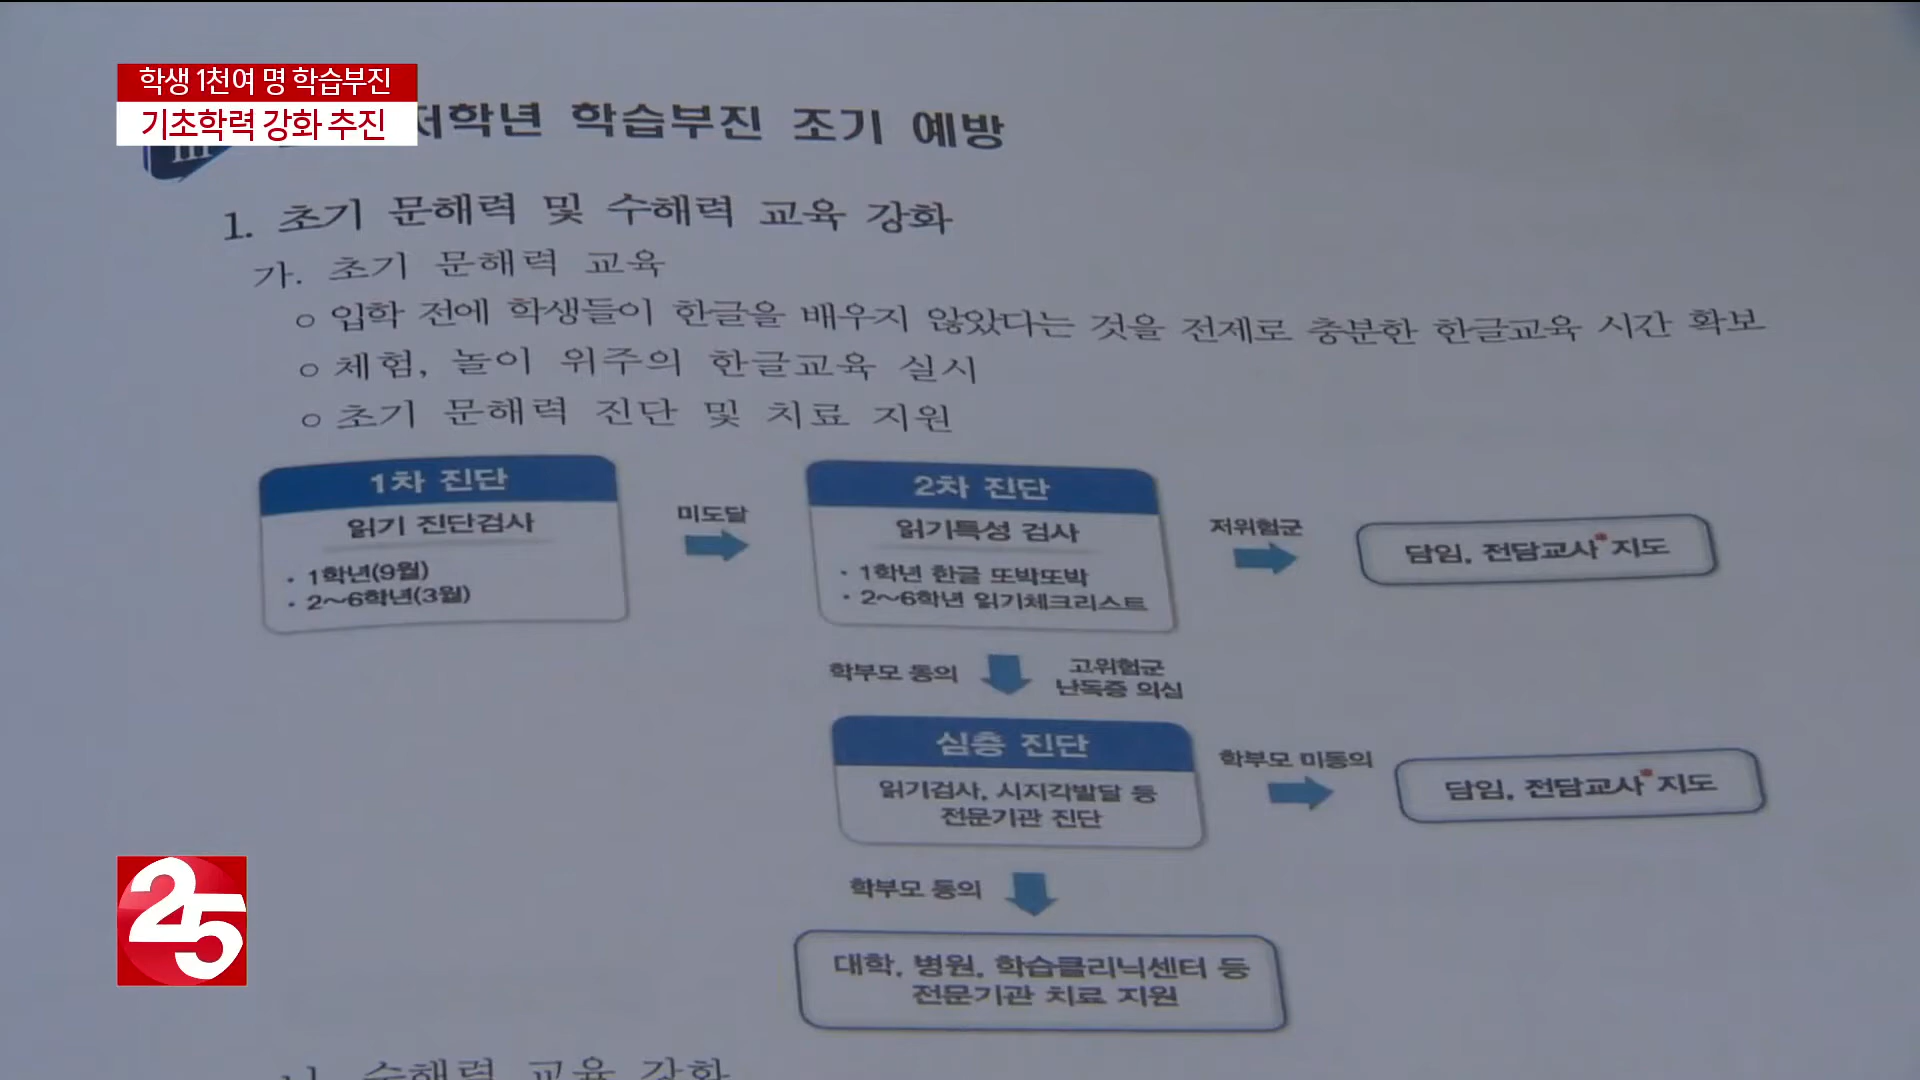 학생 1천여 명 학습부진
기초학력 강화 추진
저학년 학습부진 조기 예방
1. 초기 문해력 및 수해력 교육 강화
가. 초기 문해력 교육
○ 입학 전에 학생들이 한글을 배우지 않았다는 것을 전제로 충분한 한글교육 시간 확보
○ 체험, 놀이 위주의 한글교육 실시
○ 초기 문해력 진단 및 치료 지원
1차 진단
읽기 진단검사
· 1학년(9월)
· 2~6학년(3월)
미도달
2차 진단
읽기특성 검사
· 1학년 한글 또박또박
· 2~6학년 읽기체크리스트
저위험군
담임, 전담교사* 지도
학부모 동의
고위험군
난독증 의심
심층 진단
읽기검사, 시지각발달 등
전문기관 진단
학부모 미동의
담임, 전담교사* 지도
학부모 동의
대학, 병원, 학습클리닉센터 등
전문기관 치료 지원
25
나. 수해력 교육 강화